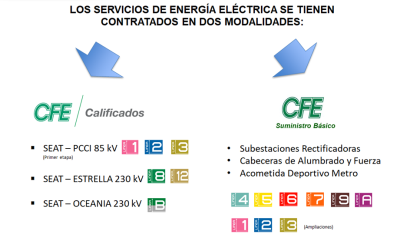 LOS SERVICIOS DE ENERGÍA ELÉCTRICA SE TIENEN
CONTRATADOS EN DOS MODALIDADES:
CFE Calificados
SEAT – PCCI 85 kV 1 2 3
(Primer etapa)
SEAT – ESTRELLA 230 kV 8 12
SEAT – OCEANIA 230 kV B
CFE
Suministro Básico
Subestaciones Rectificadoras
Cabeceras de Alumbrado y Fuerza
Acometida Deportivo Metro
4 5 6 7 9 A
1 2 3 (Ampliaciones)